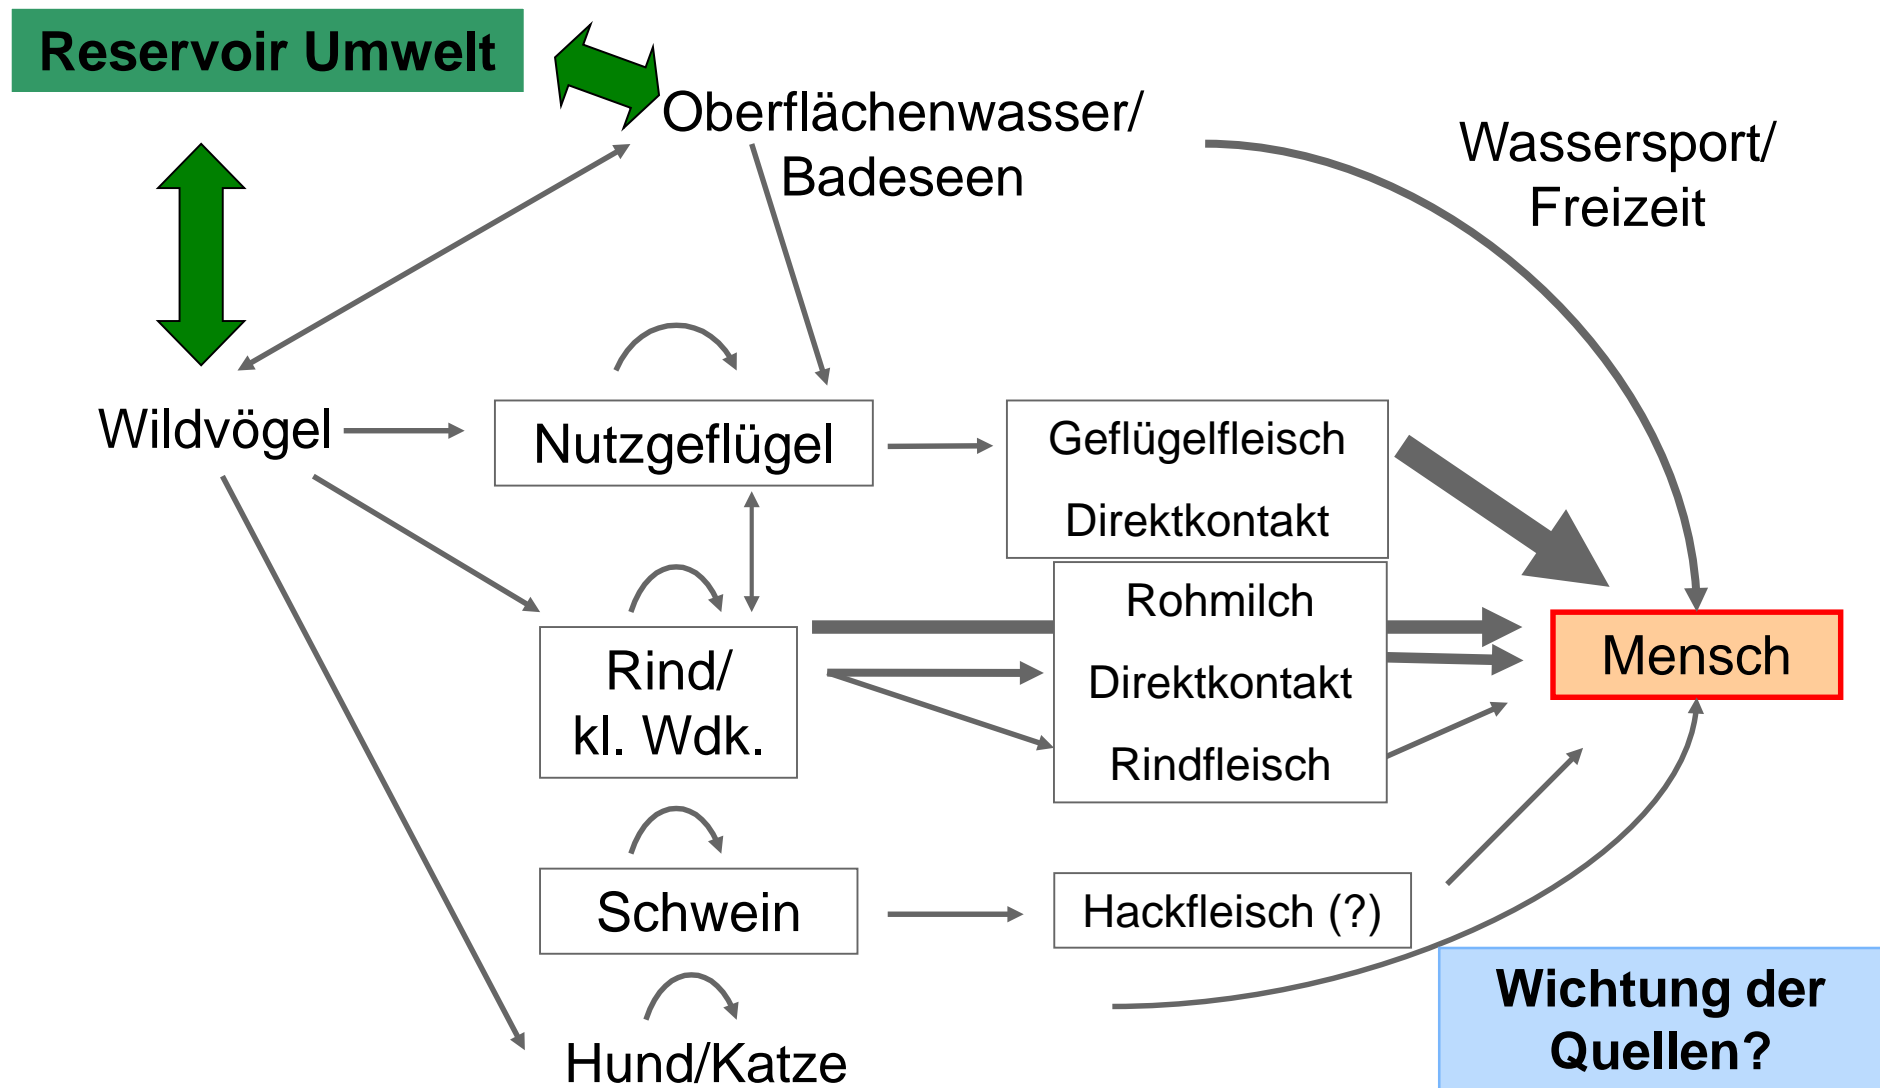 Reservoir Umwelt
Oberflächenwasser/
Badeseen
Wassersport/
Freizeit
Wildvögel
Nutzgeflügel
Geflügelfleisch
Direktkontakt
Rohmilch
Direktkontakt
Rindfleisch
Rind/
kl. Wdk.
Mensch
Schwein
Hackfleisch (?)
Hund/Katze
Wichtung der
Quellen?